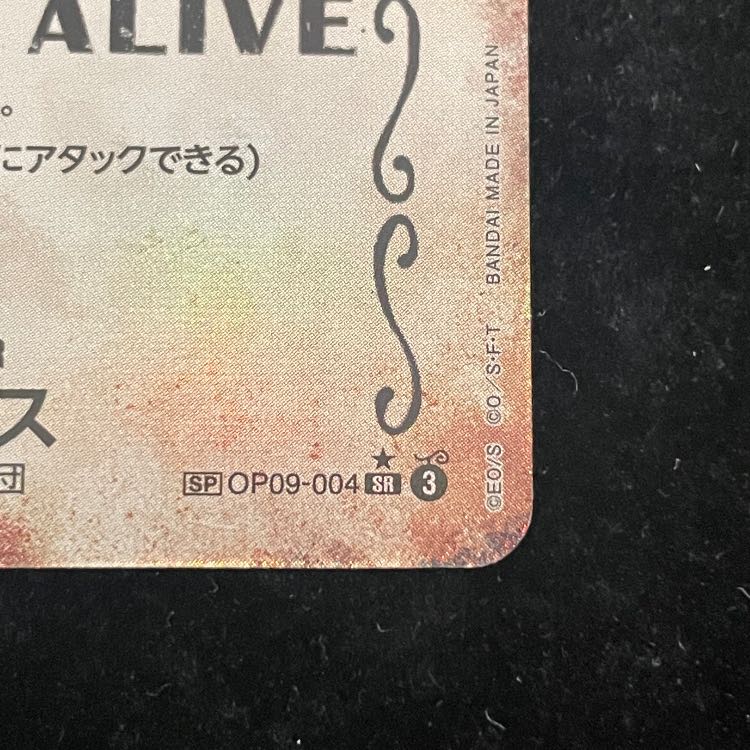 ALIVE
。
にアタックできる)
R
ス
団
SP OP09-004 ★ SR 3
©EO/S ©O/S・F・T BANDAI MADE IN JAPAN